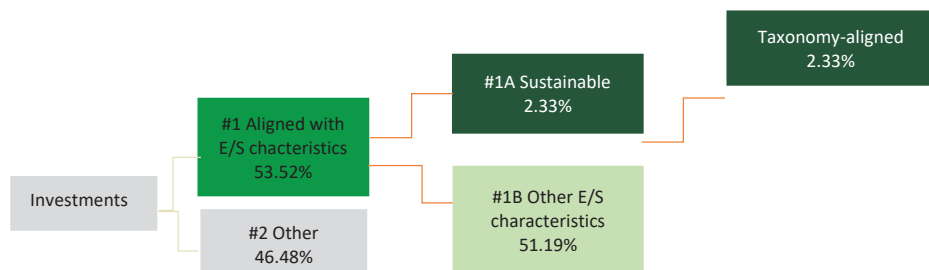 Taxonomy-aligned
2.33%
#1A Sustainable
2.33%
#1 Aligned with
E/S chacteristics
53.52%
Investments
#1B Other E/S
characteristics
51.19%
#2 Other
46.48%